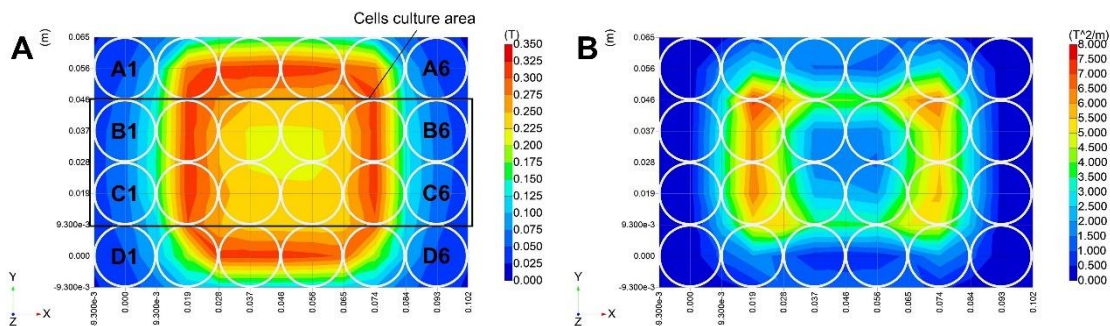 Cells culture area
A
(m)
0.065
0.056
0.046
0.037
0.028
0.019
9.300e-3
0.000
-9.300e-3
A1
A6
B1
B6
C1
C6
D1
D6
(T)
0.350
0.325
0.300
0.275
0.250
0.225
0.200
0.175
0.150
0.125
0.100
0.075
0.050
0.025
0.000
Y
Z
X
9.300e-3
0.000
9.300e-3
0.019
0.028
0.037
0.046
0.056
0.065
0.074
0.084
0.093
0.102
B
(m)
0.065
0.056
0.046
0.037
0.028
0.019
9.300e-3
0.000
-9.300e-3
(T^2/m)
8.000
7.500
7.000
6.500
6.000
5.500
5.000
4.500
4.000
3.500
3.000
2.500
2.000
1.500
1.000
0.500
0.000
Y
Z
X
9.300e-3
0.000
9.300e-3
0.019
0.028
0.037
0.046
0.056
0.065
0.074
0.084
0.093
0.102